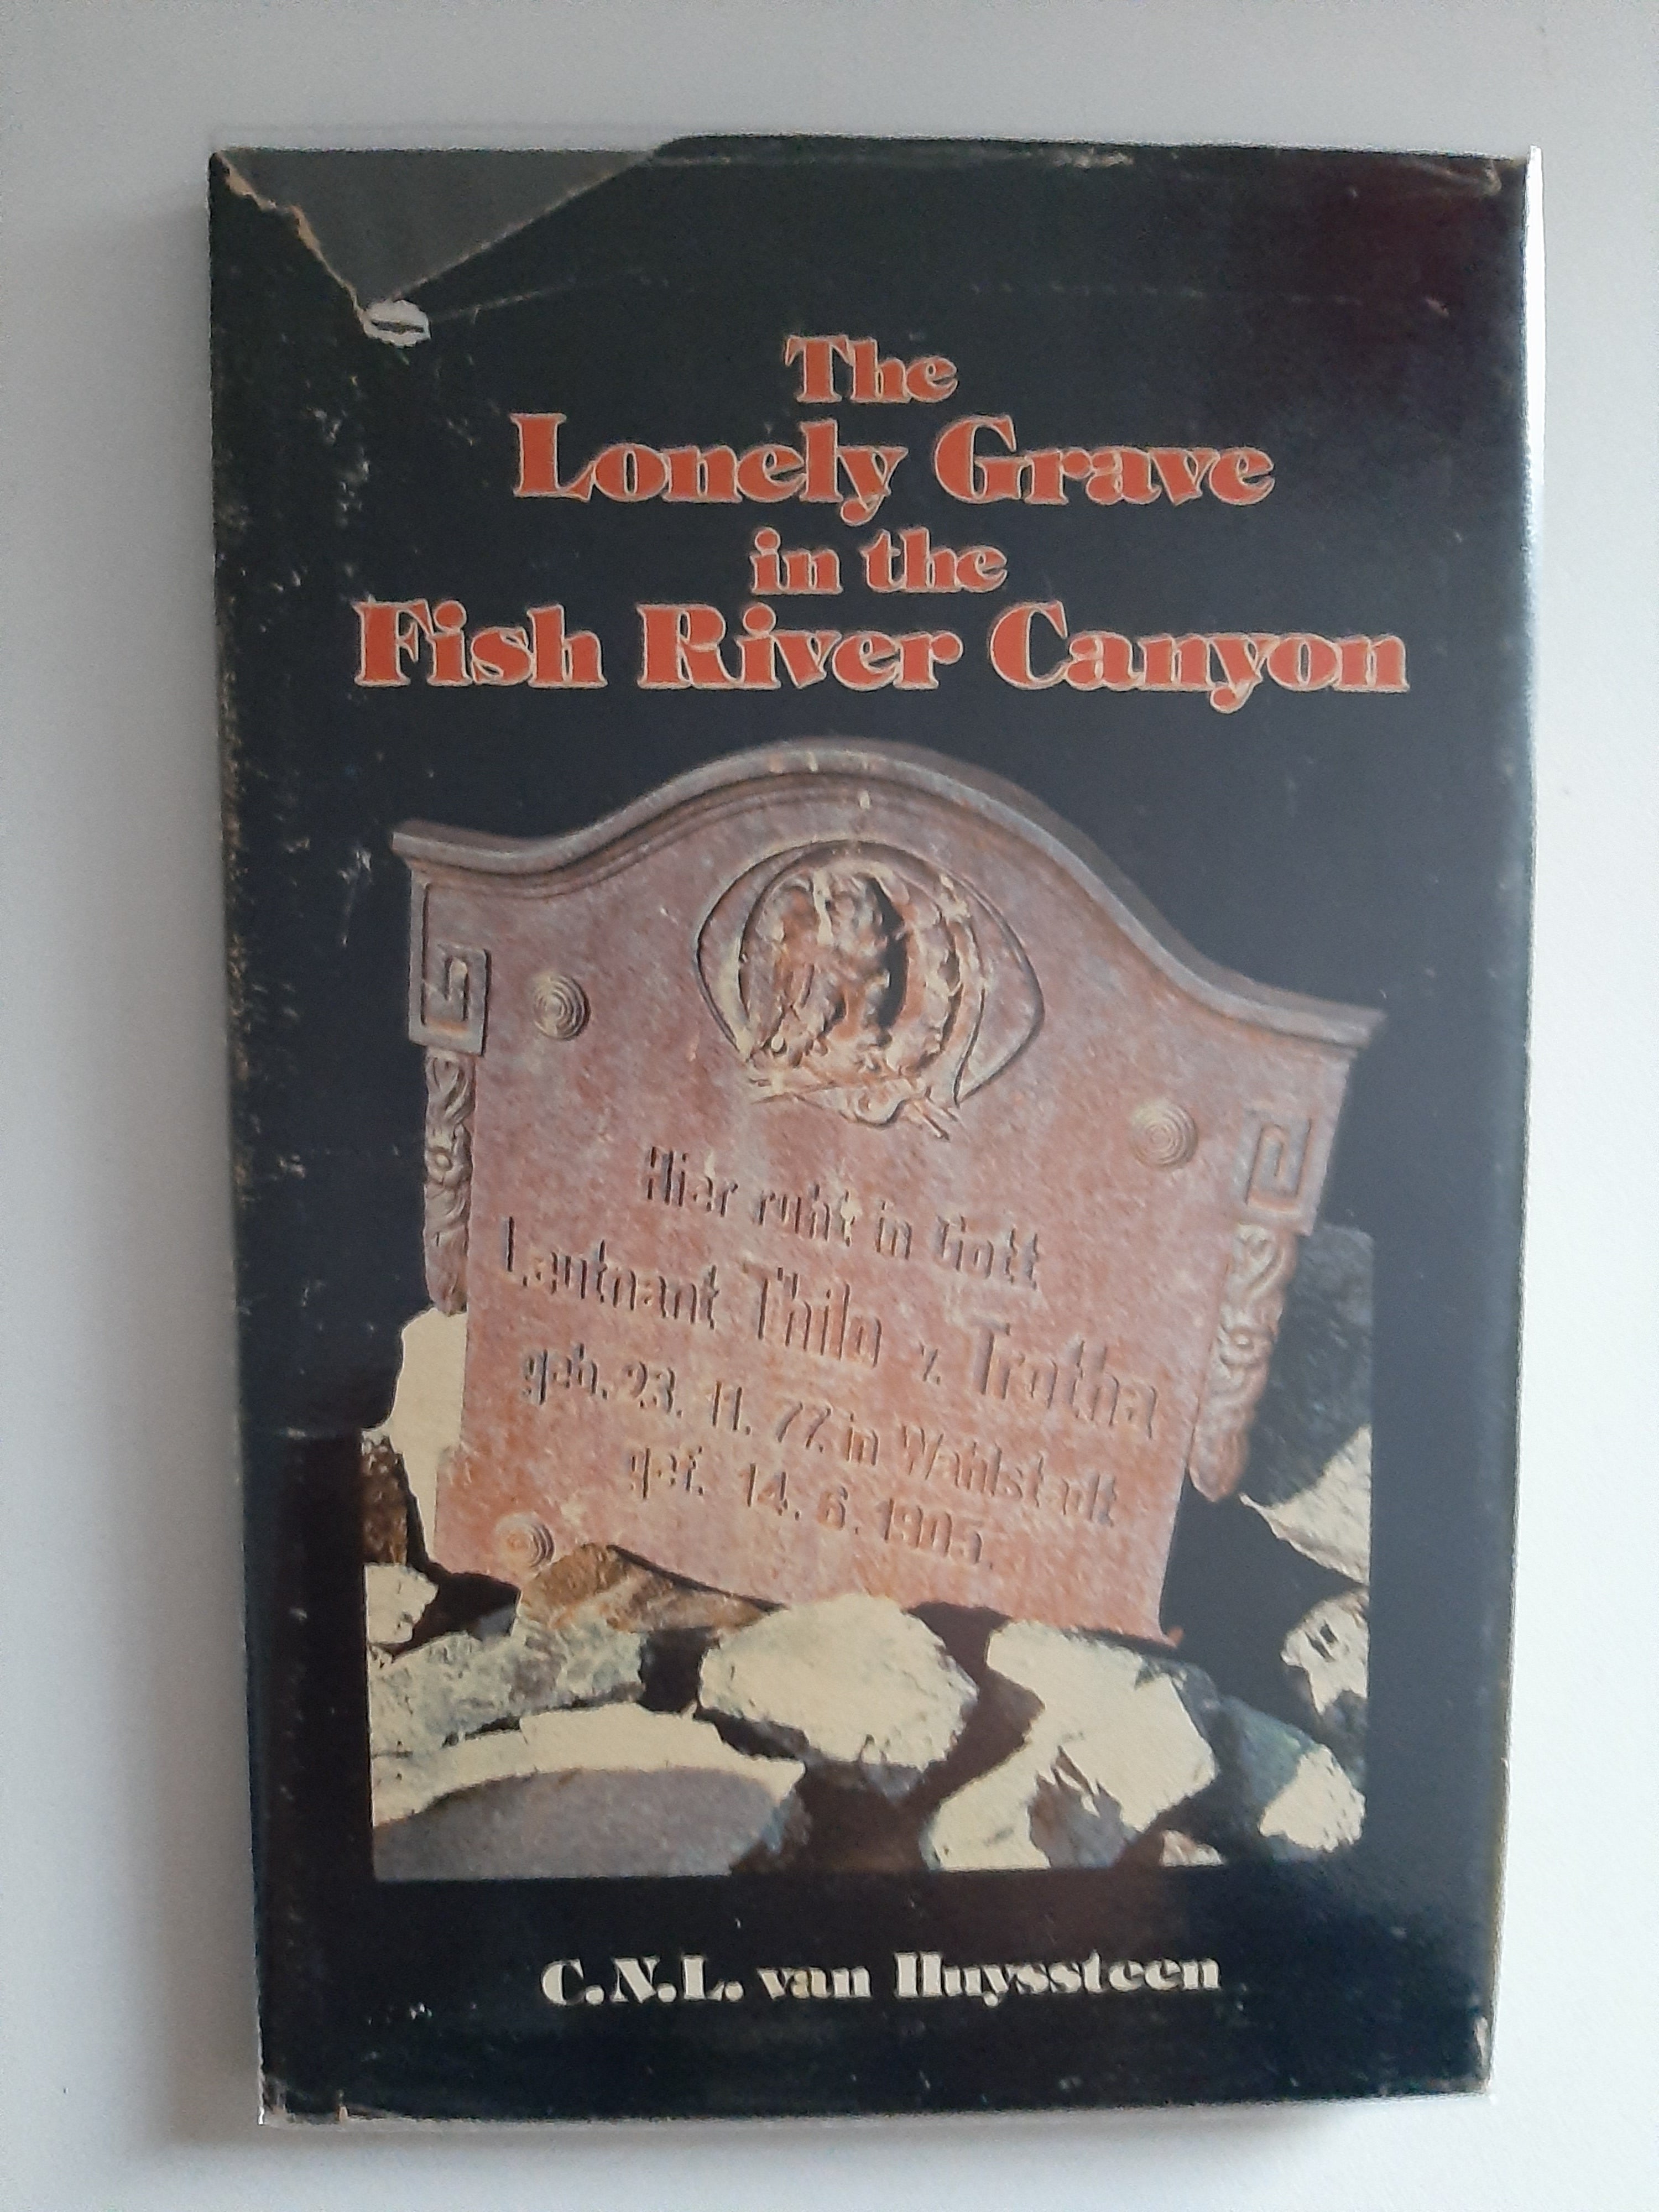 The
Lonely Grave
in the
Fish River Canyon
Hier ruht in Gott
Leutnant Thilo v. Trotha
geb. 23. 11. 77. in Wahlstadt
gef. 14. 6. 1905.
C.N.L. van Huyssteen